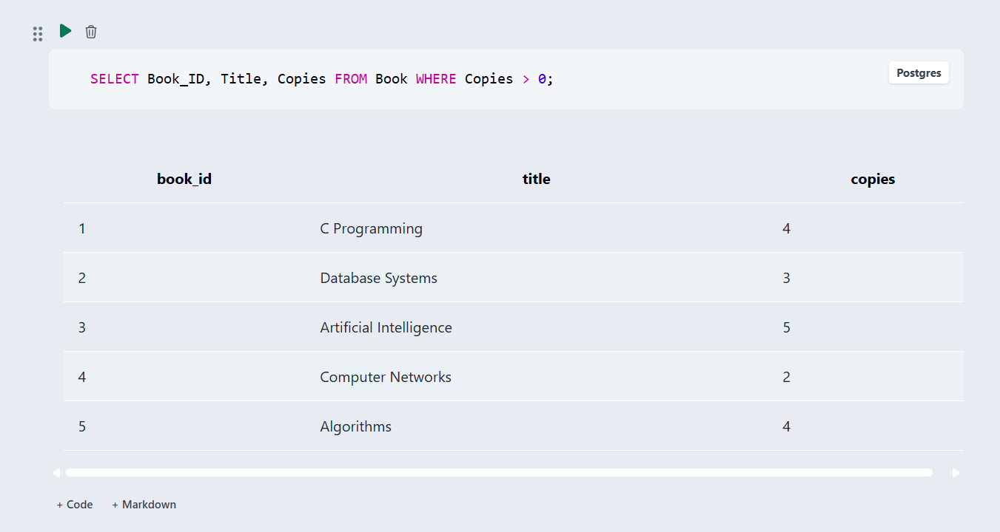 SELECT Book_ID, Title, Copies FROM Book WHERE Copies > 0;
Postgres
book_id title copies
1 C Programming 4
2 Database Systems 3
3 Artificial Intelligence 5
4 Computer Networks 2
5 Algorithms 4
+ Code + Markdown